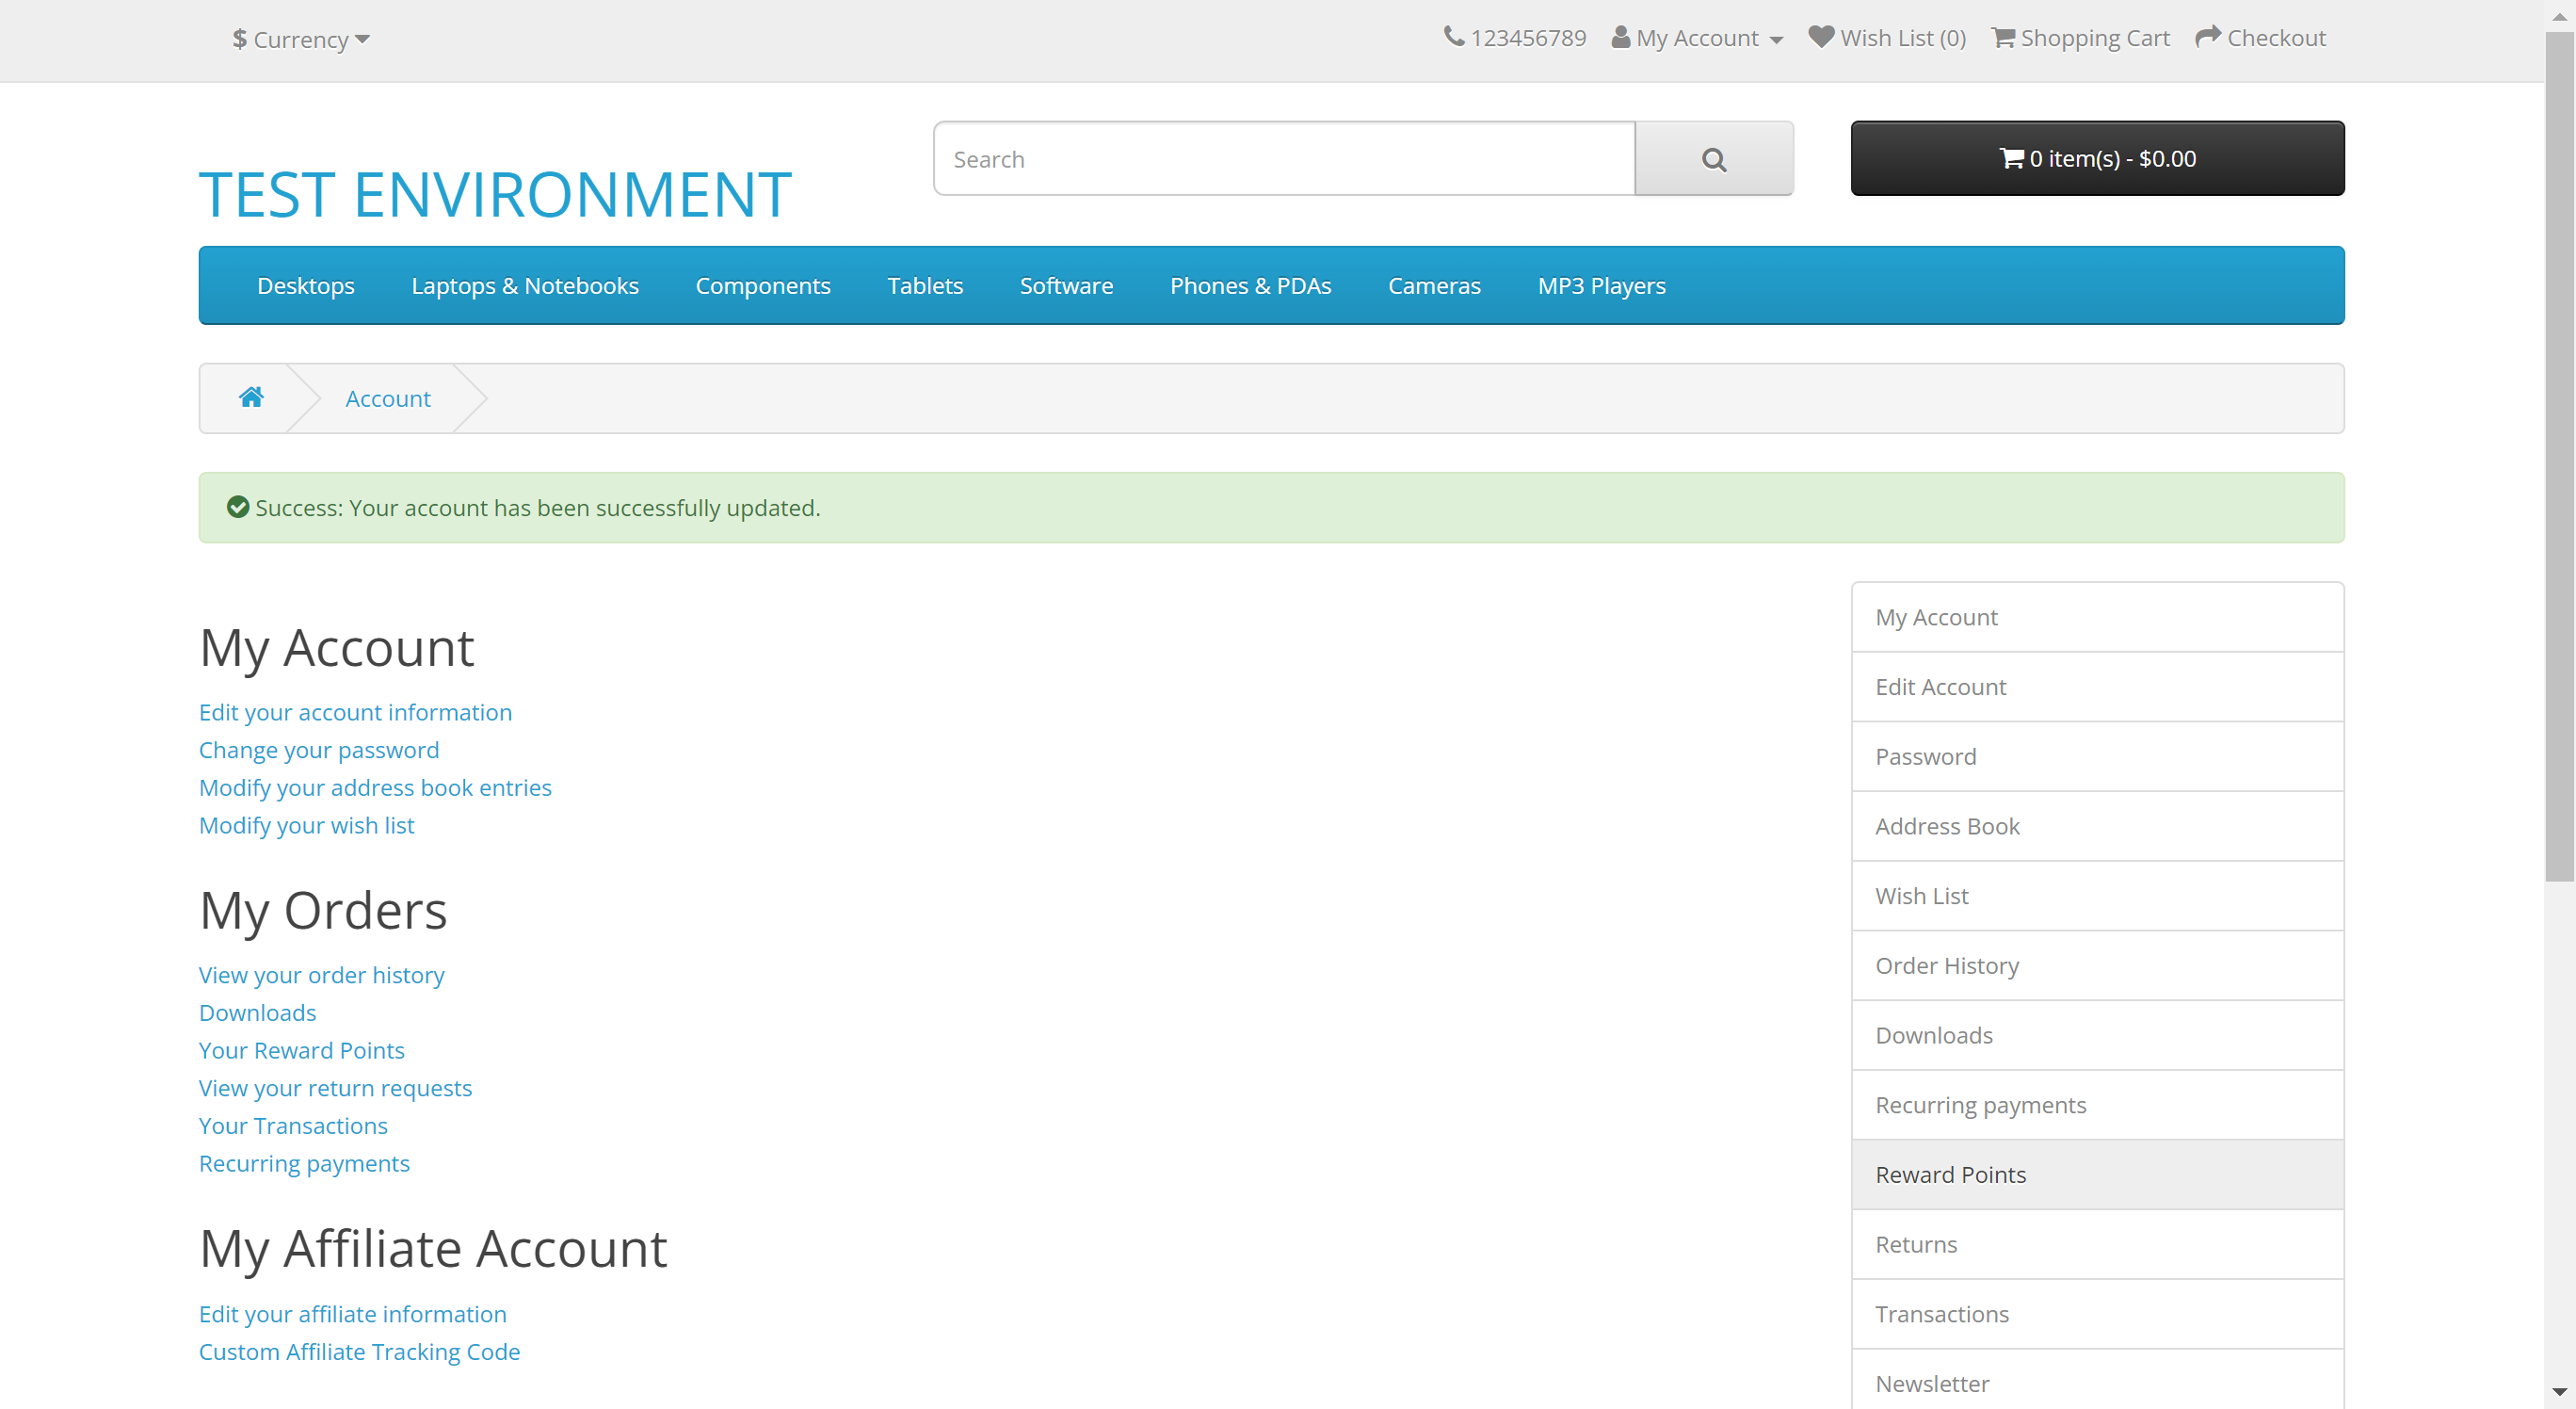 $ Currency
123456789 My Account Wish List (0) Shopping Cart Checkout
Search
0 item(s) - $0.00
TEST ENVIRONMENT
Desktops Laptops & Notebooks Components Tablets Software Phones & PDAs Cameras MP3 Players
Account
Success: Your account has been successfully updated.
My Account
Edit your account information
Change your password
Modify your address book entries
Modify your wish list
My Orders
View your order history
Downloads
Your Reward Points
View your return requests
Your Transactions
Recurring payments
My Affiliate Account
Edit your affiliate information
Custom Affiliate Tracking Code
My Account
Edit Account
Password
Address Book
Wish List
Order History
Downloads
Recurring payments
Reward Points
Returns
Transactions
Newsletter